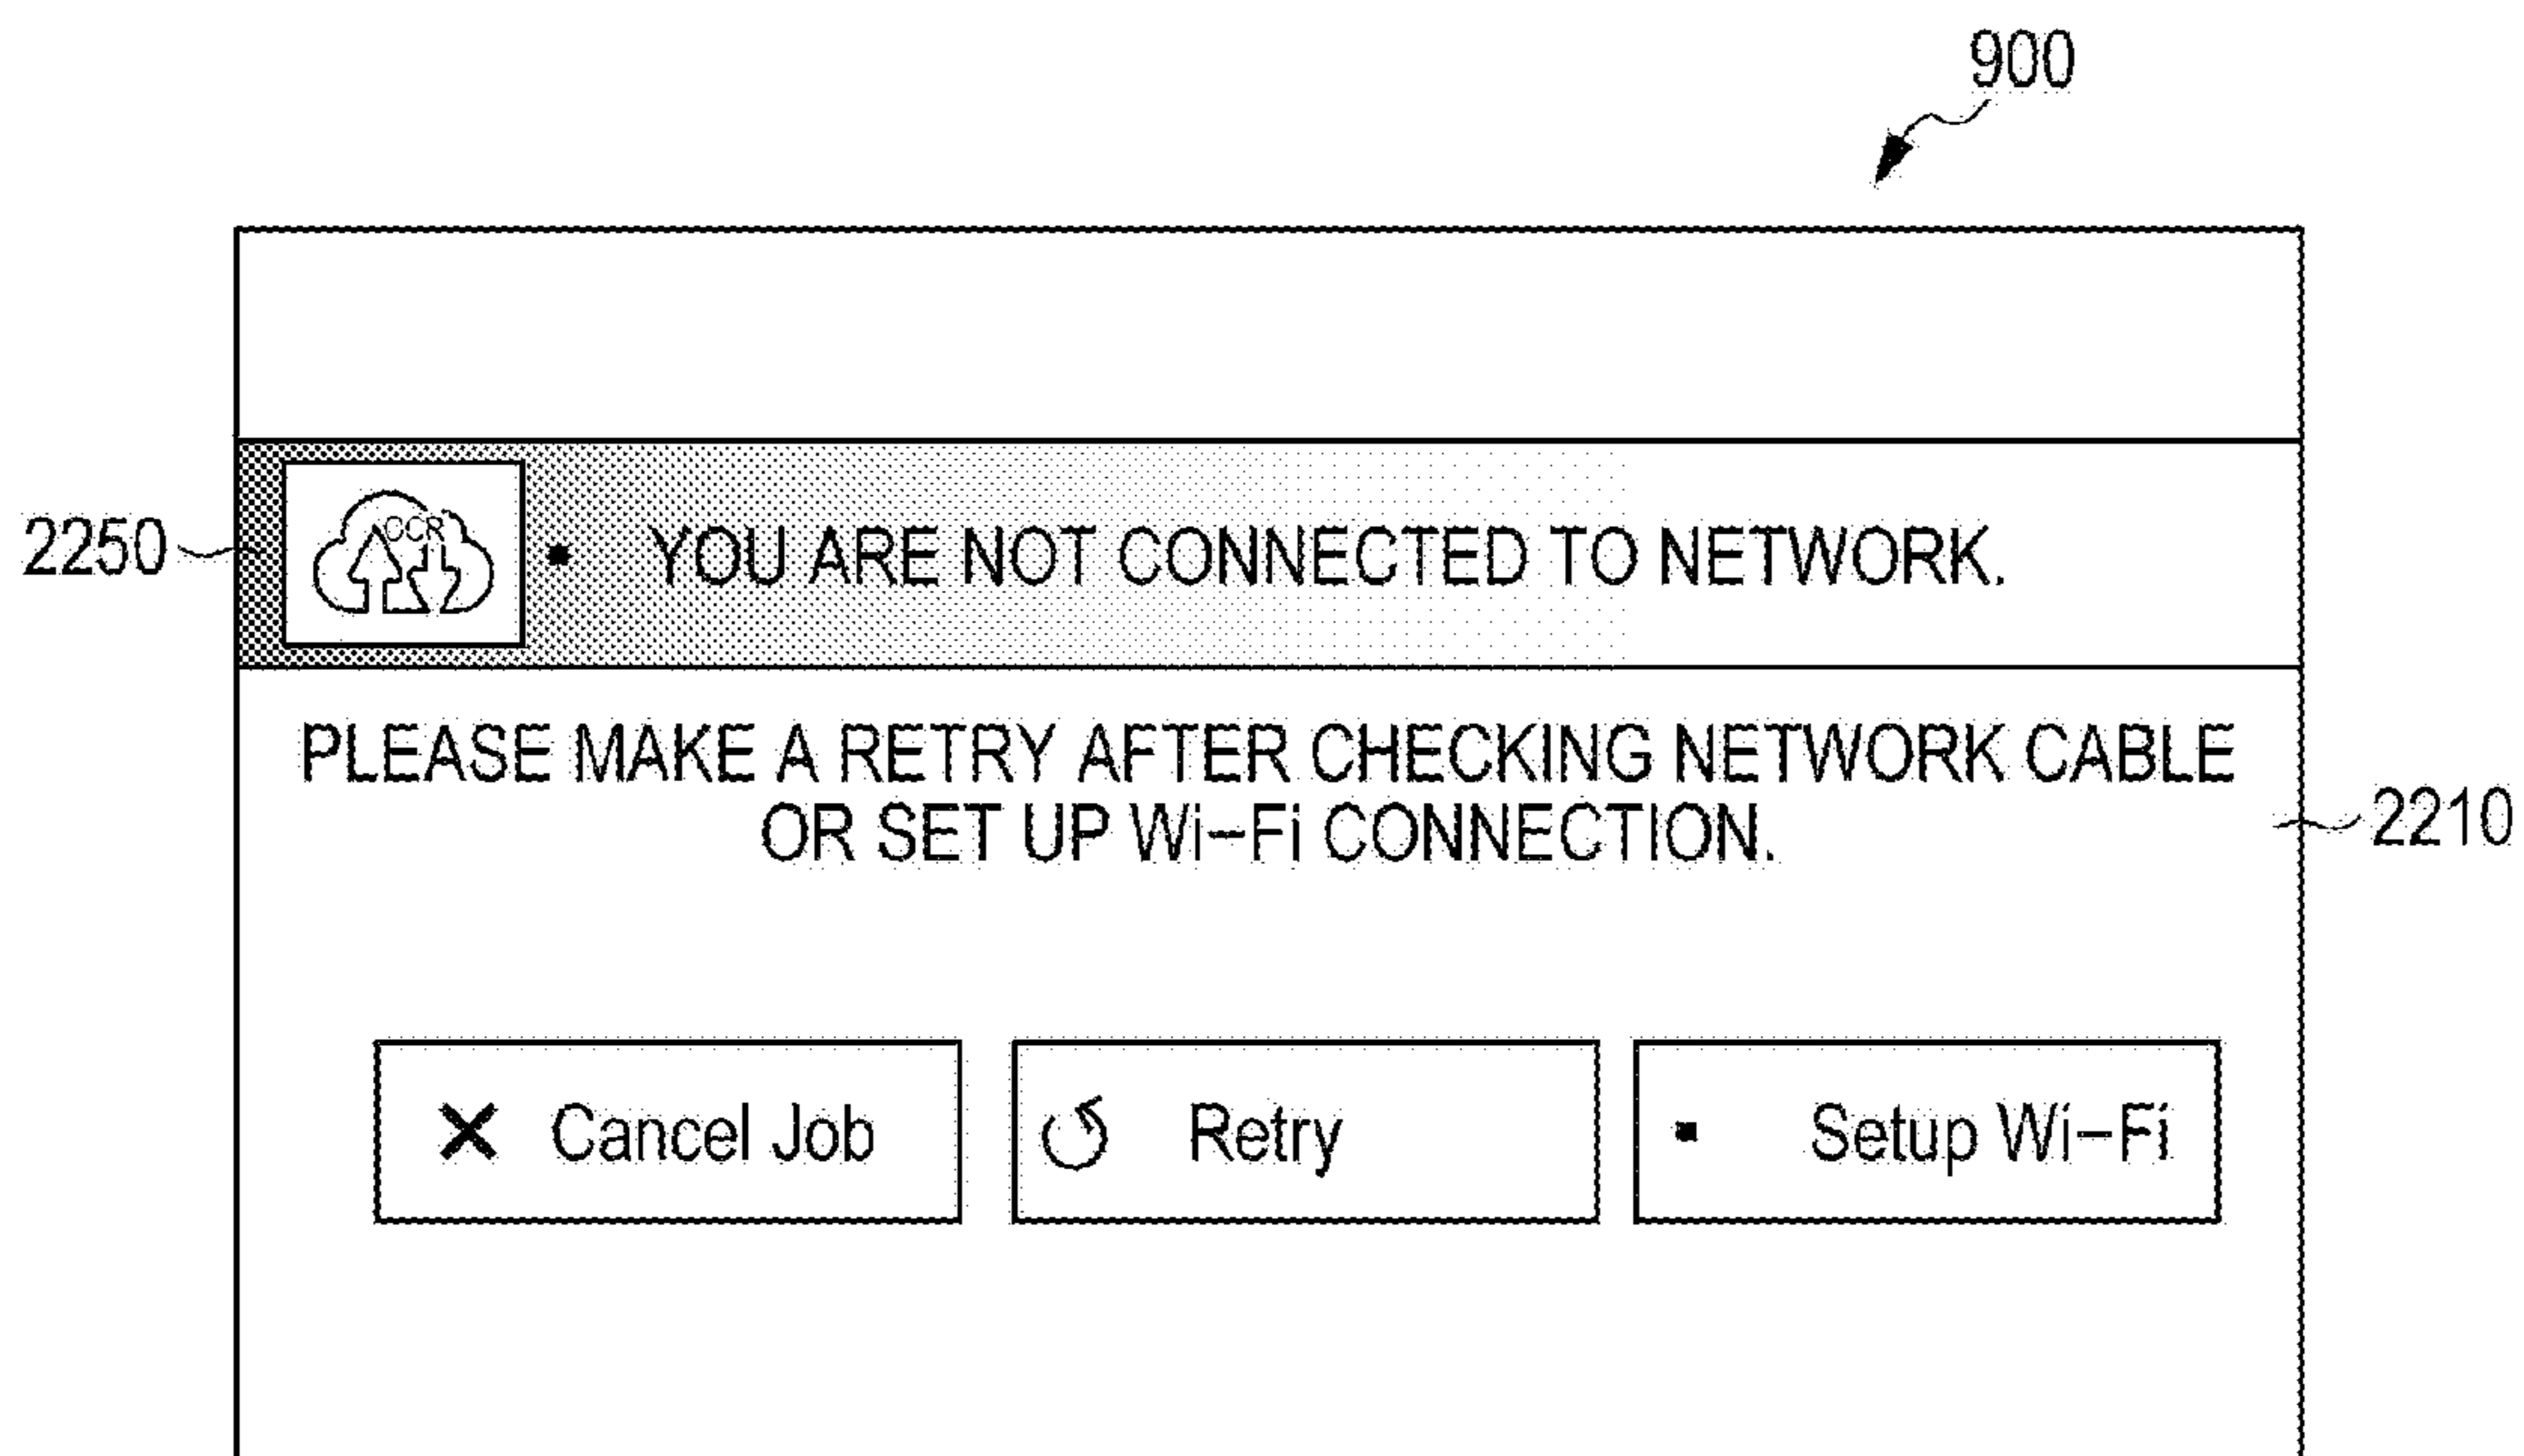 900
2250
OCR
YOU ARE NOT CONNECTED TO NETWORK.
PLEASE MAKE A RETRY AFTER CHECKING NETWORK CABLE
OR SET UP Wi-Fi CONNECTION.
2210
Cancel Job
Retry
Setup Wi-Fi